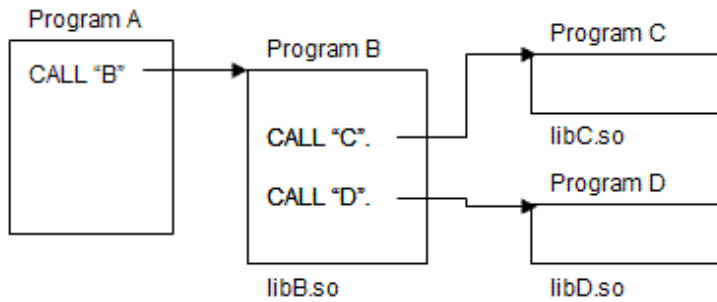 Program A
CALL “B”
Program B
CALL “C”.
CALL “D”.
libB.so
Program C
libC.so
Program D
libD.so